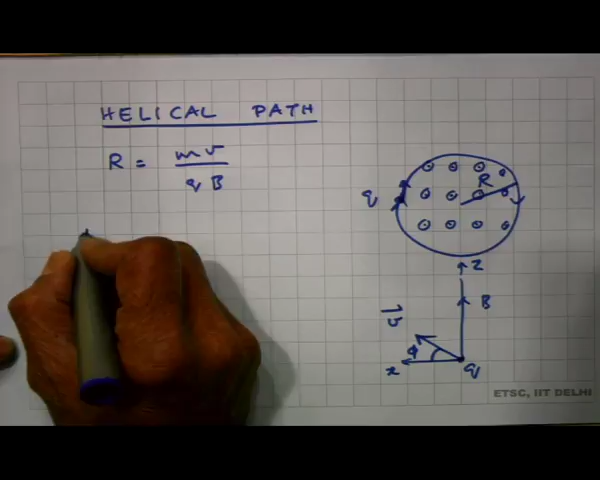 HELICAL PATH
R = mv
qB
q
R
z
v
B
x
q
ETSC, IIT DELHI